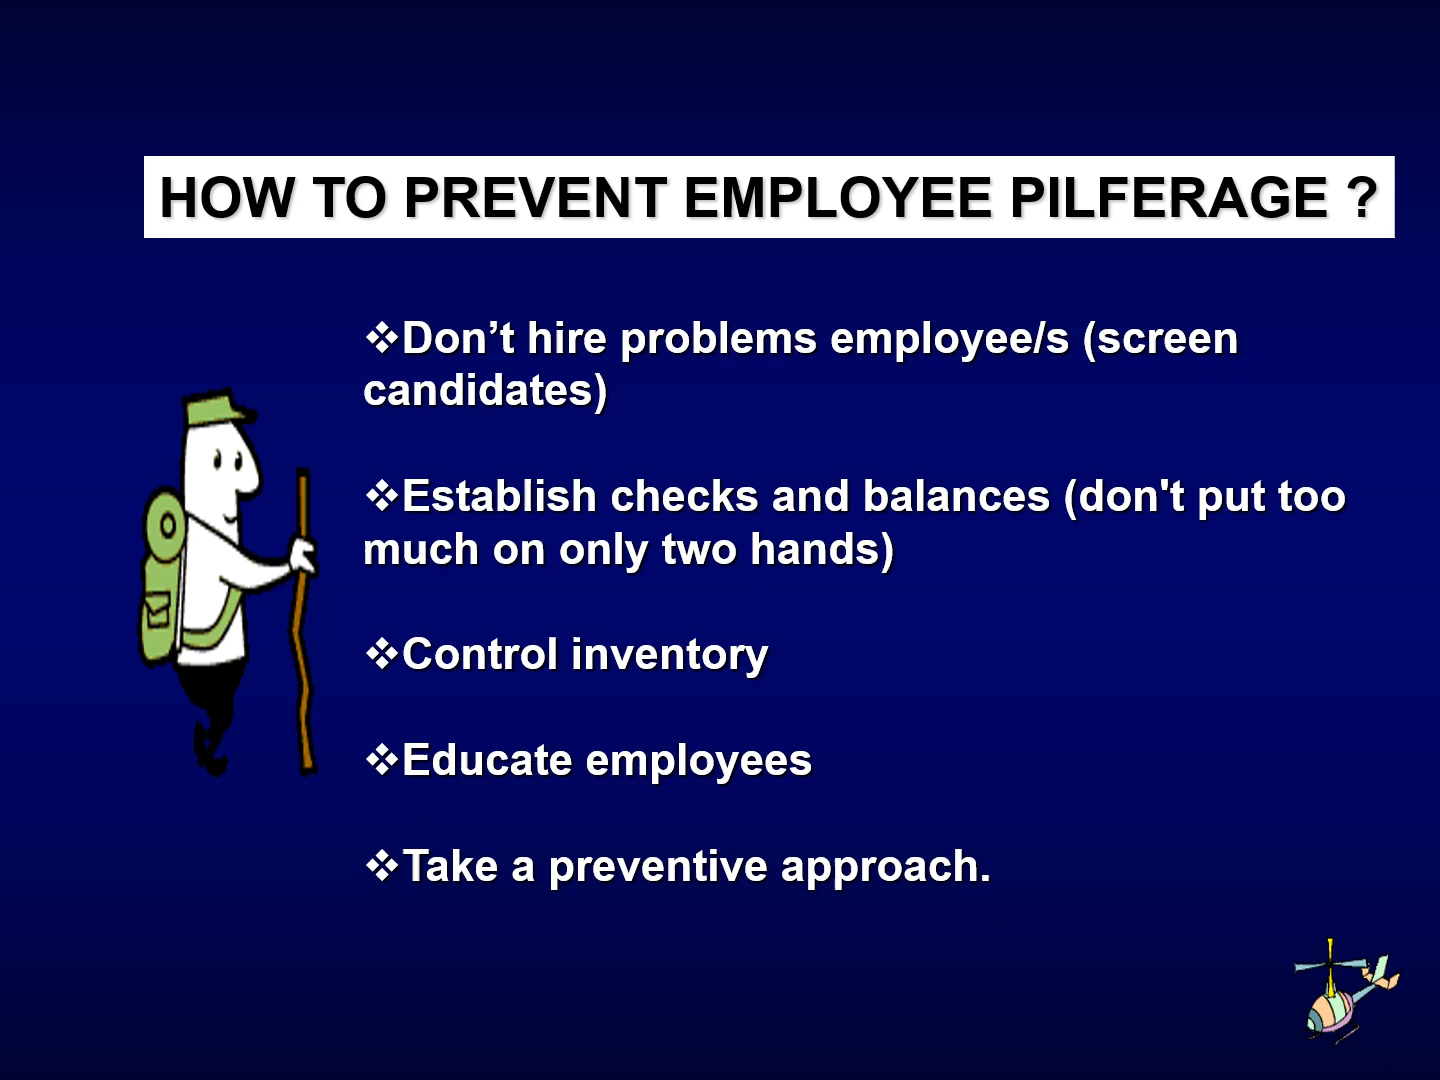 HOW TO PREVENT EMPLOYEE PILFERAGE ?
❖Don’t hire problems employee/s (screen
candidates)
❖Establish checks and balances (don't put too
much on only two hands)
❖Control inventory
❖Educate employees
❖Take a preventive approach.